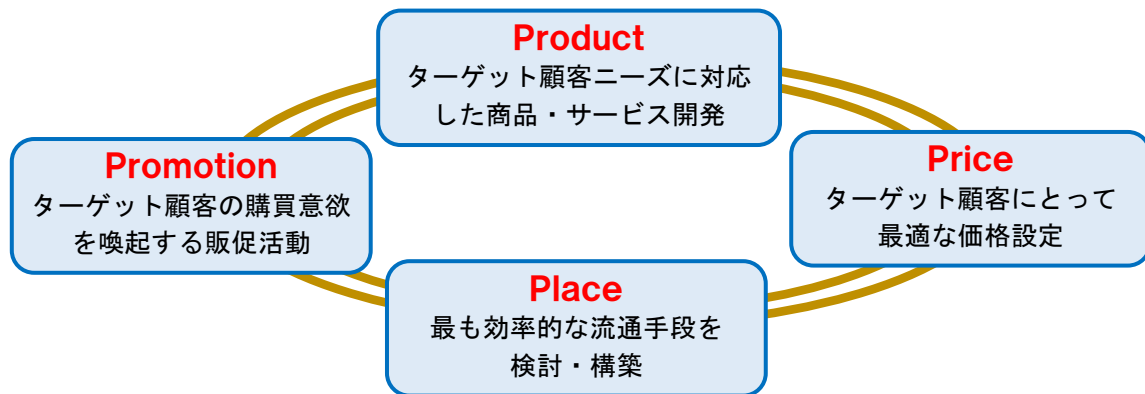 Product
ターゲット顧客ニーズに対応
した商品・サービス開発
Promotion
ターゲット顧客の購買意欲
を喚起する販促活動
Price
ターゲット顧客にとって
最適な価格設定
Place
最も効率的な流通手段を
検討・構築